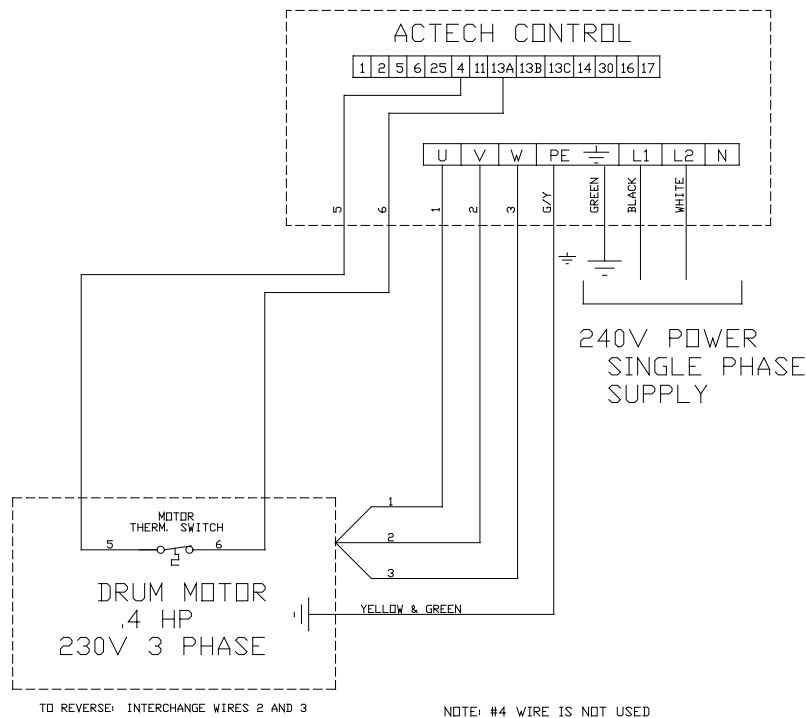 ACTECH CONTROL
1 2 5 6 25 4 11 13A 13B 13C 14 30 16 17
U V W PE L1 L2 N
5 6 1 2 3 G/Y GREEN BLACK WHITE
240V POWER
SINGLE PHASE
SUPPLY
1
MOTOR
THERM. SWITCH
5 6
2
3
DRUM MOTOR
.4 HP
230V 3 PHASE
YELLOW & GREEN
TO REVERSE: INTERCHANGE WIRES 2 AND 3
NOTE: #4 WIRE IS NOT USED